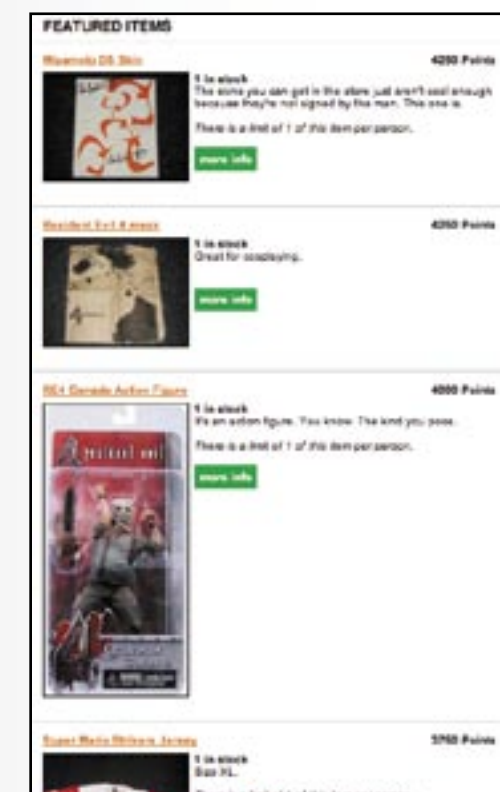 FEATURED ITEMS
DS Skin
4250 Points
1 in stock
The skins you can get in the store just aren't cool enough
because they're not signed by the man. This one is.
There is a limit of 1 of this item per person.
more info
Resident Evil 4
4250 Points
1 in stock
Great for cosplaying.
more info
RE4 Ganado Action Figure
4000 Points
1 in stock
It's an action figure. You know. The kind you pose.
There is a limit of 1 of this item per person.
more info
resident evil
4
Super Mario Strikers Jersey
3750 Points
1 in stock
Size XL.